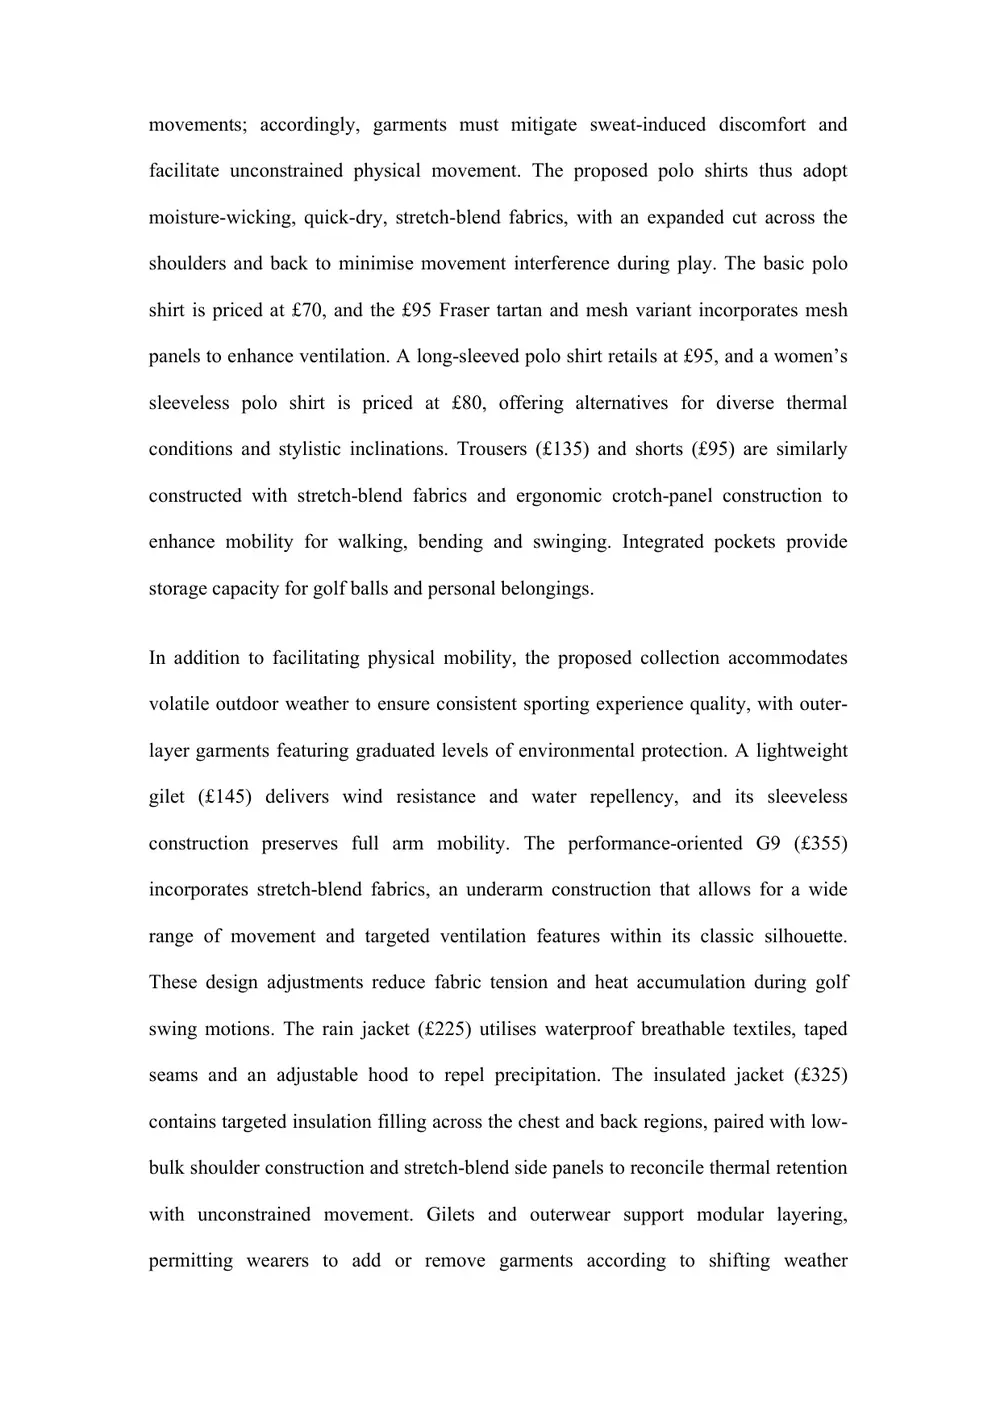 movements; accordingly, garments must mitigate sweat-induced discomfort and
facilitate unconstrained physical movement. The proposed polo shirts thus adopt
moisture-wicking, quick-dry, stretch-blend fabrics, with an expanded cut across the
shoulders and back to minimise movement interference during play. The basic polo
shirt is priced at £70, and the £95 Fraser tartan and mesh variant incorporates mesh
panels to enhance ventilation. A long-sleeved polo shirt retails at £95, and a women’s
sleeveless polo shirt is priced at £80, offering alternatives for diverse thermal
conditions and stylistic inclinations. Trousers (£135) and shorts (£95) are similarly
constructed with stretch-blend fabrics and ergonomic crotch-panel construction to
enhance mobility for walking, bending and swinging. Integrated pockets provide
storage capacity for golf balls and personal belongings.
In addition to facilitating physical mobility, the proposed collection accommodates
volatile outdoor weather to ensure consistent sporting experience quality, with outer-
layer garments featuring graduated levels of environmental protection. A lightweight
gilet (£145) delivers wind resistance and water repellency, and its sleeveless
construction preserves full arm mobility. The performance-oriented G9 (£355)
incorporates stretch-blend fabrics, an underarm construction that allows for a wide
range of movement and targeted ventilation features within its classic silhouette.
These design adjustments reduce fabric tension and heat accumulation during golf
swing motions. The rain jacket (£225) utilises waterproof breathable textiles, taped
seams and an adjustable hood to repel precipitation. The insulated jacket (£325)
contains targeted insulation filling across the chest and back regions, paired with low-
bulk shoulder construction and stretch-blend side panels to reconcile thermal retention
with unconstrained movement. Gilets and outerwear support modular layering,
permitting wearers to add or remove garments according to shifting weather